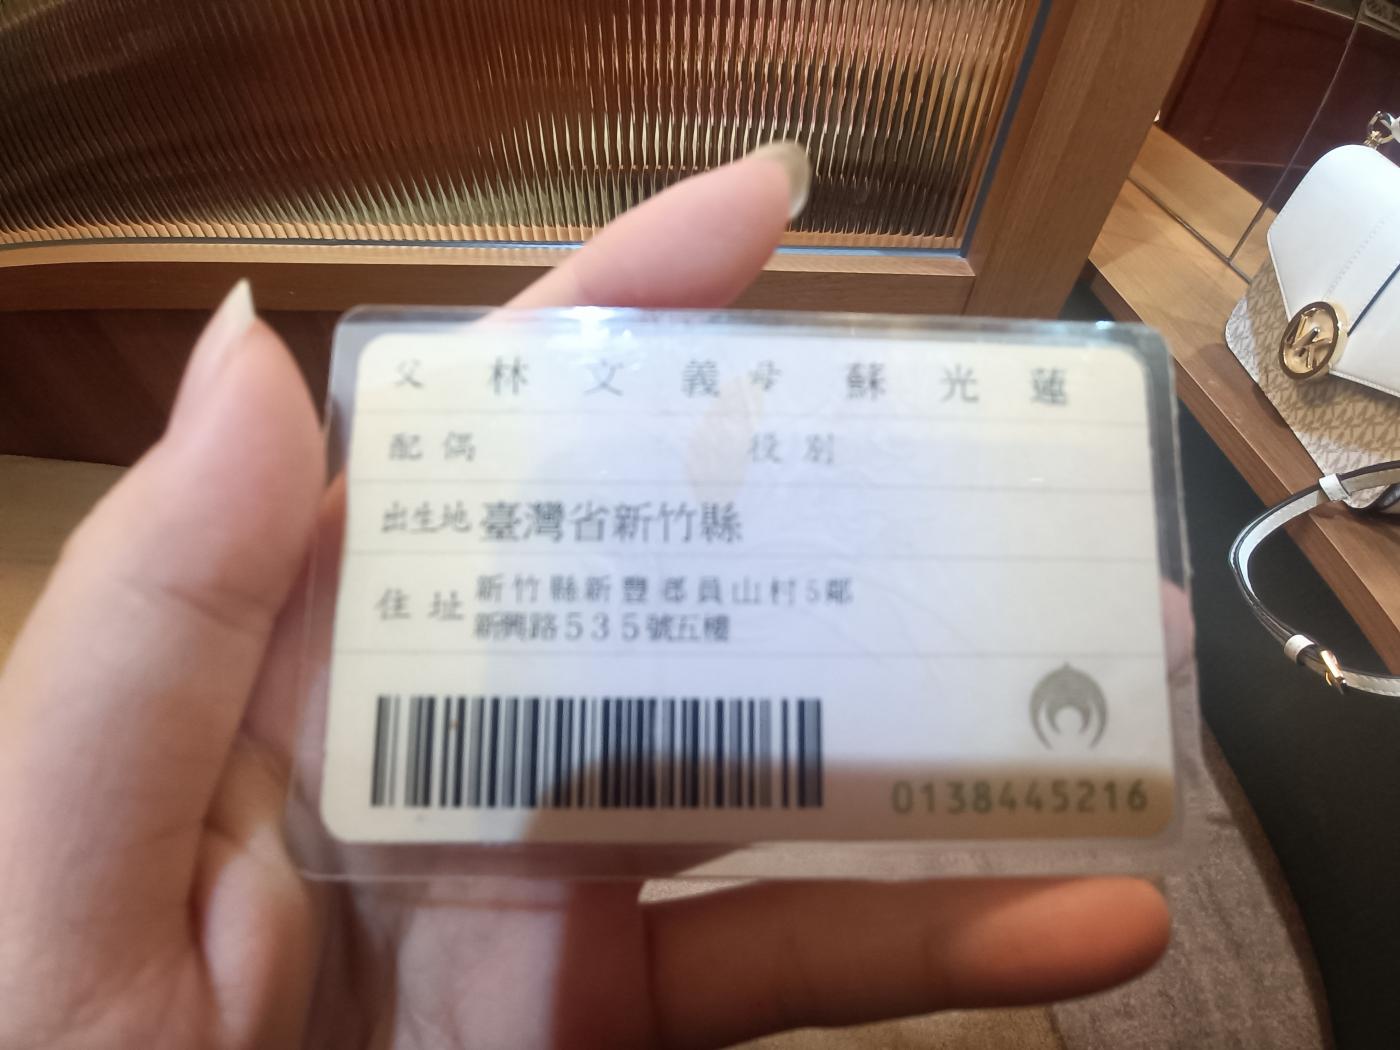 父 林文義 母 蘇光蓮
配偶 役別
出生地 臺灣省新竹縣
住址 新竹縣新豐鄉員山村5鄰
新興路535號五樓
0138445216
MK